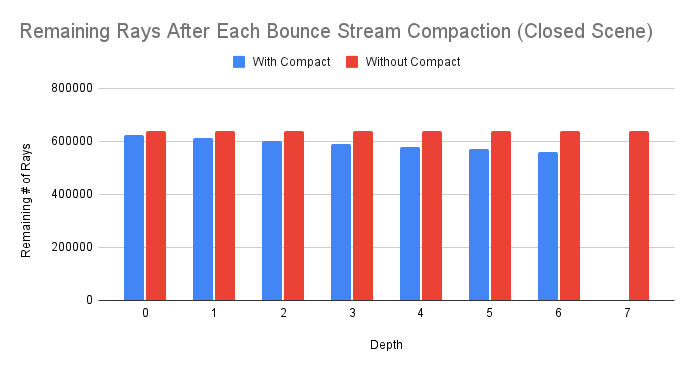 Remaining Rays After Each Bounce Stream Compaction (Closed Scene)
With Compact Without Compact
800000
600000
400000
200000
0
Remaining # of Rays
0 1 2 3 4 5 6 7
Depth